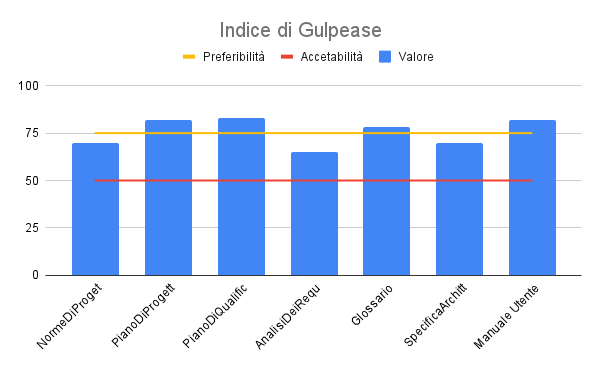 Indice di Gulpease
Preferibilità Accetabilità Valore
100
75
50
25
0
NormeDiProget
PianoDiProgett
PianoDiQualific
AnalisiDeiRequ
Glossario
SpecificaArchitt
Manuale Utente